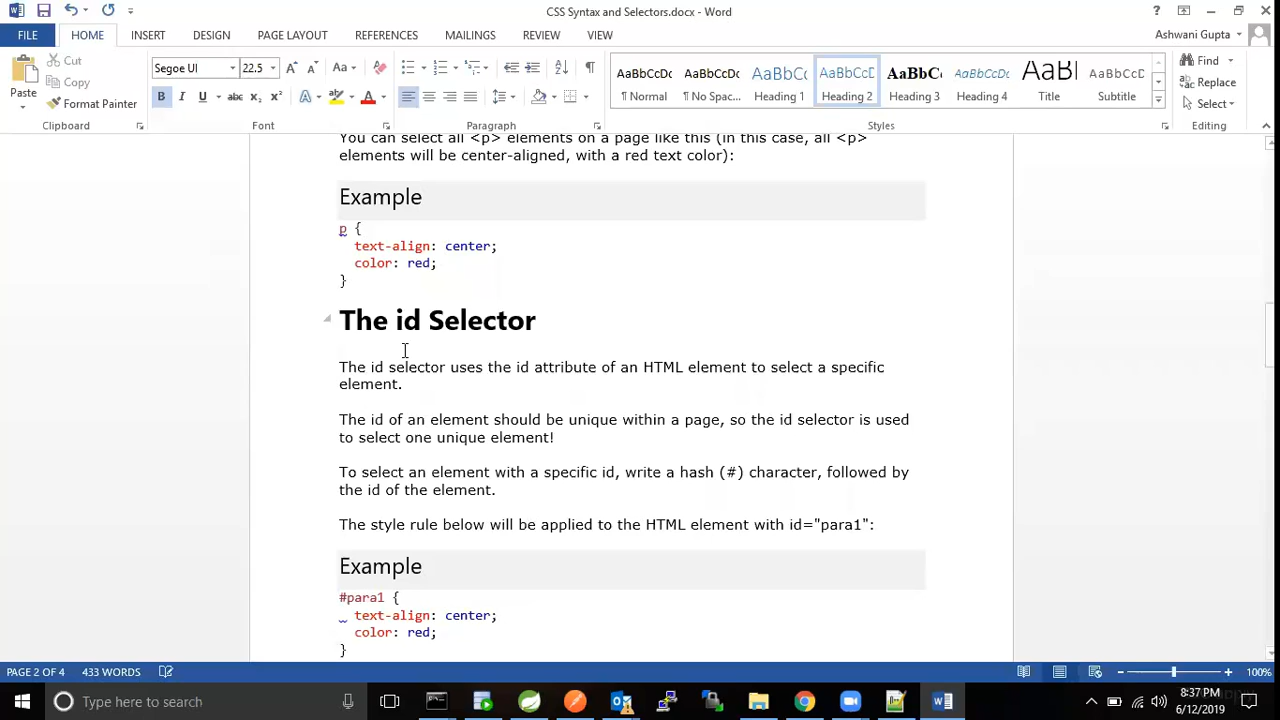 CSS Syntax and Selectors.docx - Word
FILE HOME INSERT DESIGN PAGE LAYOUT REFERENCES MAILINGS REVIEW VIEW Ashwani Gupta
Cut
Copy
Format Painter
Paste
Clipboard
Segoe UI 22.5
Font
Paragraph
AaBbCcDc AaBbCcDc AaBbCc AaBbCcD AaBbCc AaBbCcDc AaBl AaBbCcDc
¶ Normal ¶ No Spac... Heading 1 Heading 2 Heading 3 Heading 4 Title Subtitle
Styles
Find
Replace
Select
Editing
You can select all <p> elements on a page like this (in this case, all <p>
elements will be center-aligned, with a red text color):
Example
p {
text-align: center;
color: red;
}
The id Selector
The id selector uses the id attribute of an HTML element to select a specific
element.
The id of an element should be unique within a page, so the id selector is used
to select one unique element!
To select an element with a specific id, write a hash (#) character, followed by
the id of the element.
The style rule below will be applied to the HTML element with id="para1":
Example
#para1 {
text-align: center;
color: red;
}
PAGE 2 OF 4 433 WORDS 100%
Type here to search
8:37 PM
6/12/2019